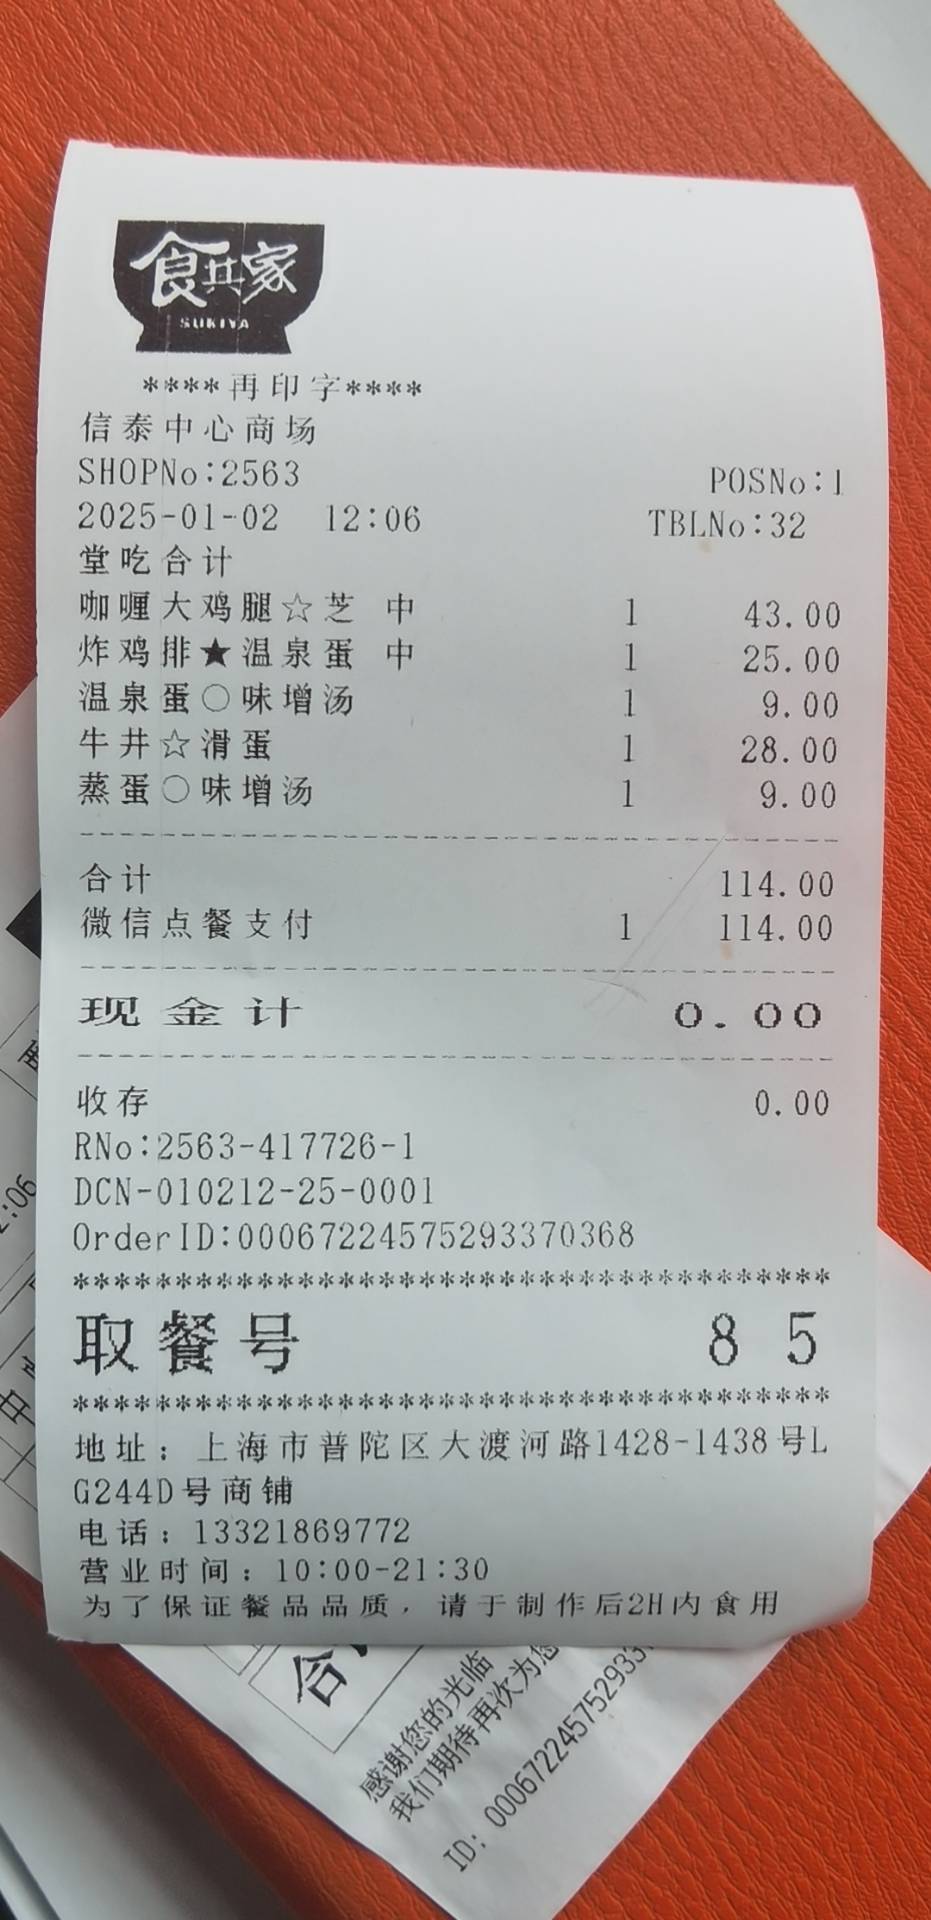 食其家
SUKIYA
****再印字****
信泰中心商场
SHOPNo:2563 POSNo:1
2025-01-02 12:06 TBLNo:32
堂吃合计
咖喱大鸡腿☆芝 中 1 43.00
炸鸡排★温泉蛋 中 1 25.00
温泉蛋○味增汤 1 9.00
牛井☆滑蛋 1 28.00
蒸蛋○味增汤 1 9.00
合计 114.00
微信点餐支付 1 114.00
现金计 0.00
收存 0.00
RNo:2563-417726-1
DCN-010212-25-0001
OrderID:00067224575293370368
****************************************
取餐号 85
****************************************
地址：上海市普陀区大渡河路1428-1438号L
G244D号商铺
电话：13321869772
营业时间：10:00-21:30
为了保证餐品品质，请于制作后2H内食用
2:06
中
合
感谢您的光临
我们期待再次为您
ID: 00067224575293